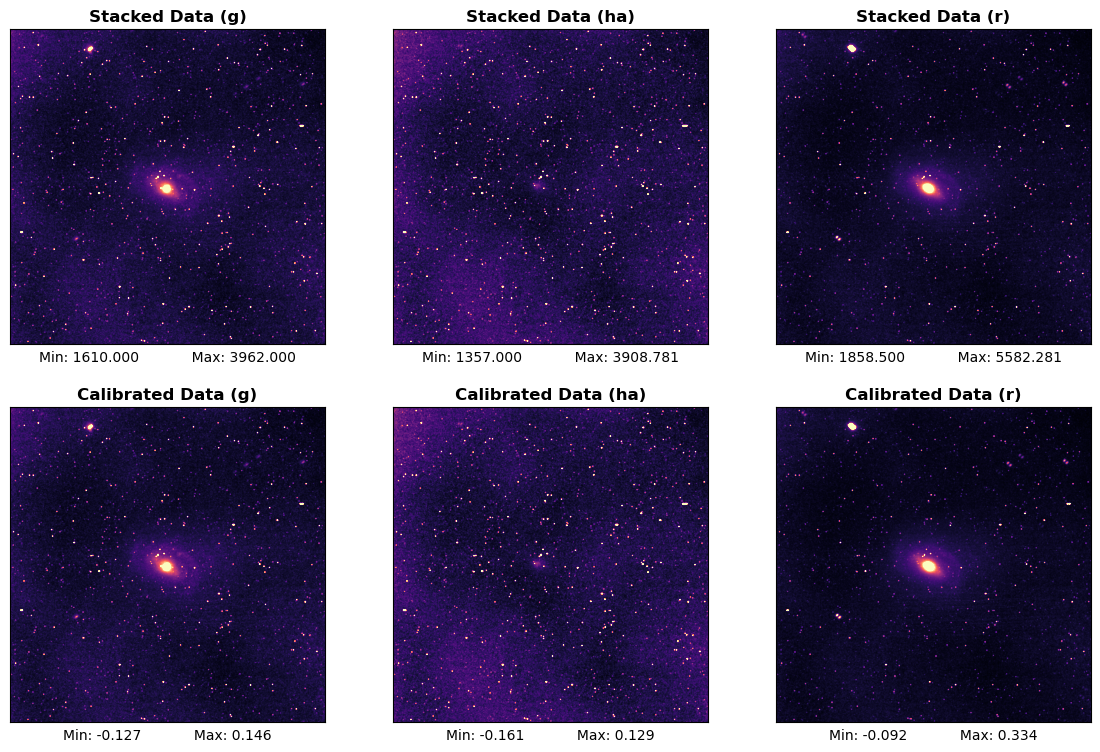 Stacked Data (g)
Stacked Data (ha)
Stacked Data (r)
Min: 1610.000 Max: 3962.000
Min: 1357.000 Max: 3908.781
Min: 1858.500 Max: 5582.281
Calibrated Data (g)
Calibrated Data (ha)
Calibrated Data (r)
Min: -0.127 Max: 0.146
Min: -0.161 Max: 0.129
Min: -0.092 Max: 0.334